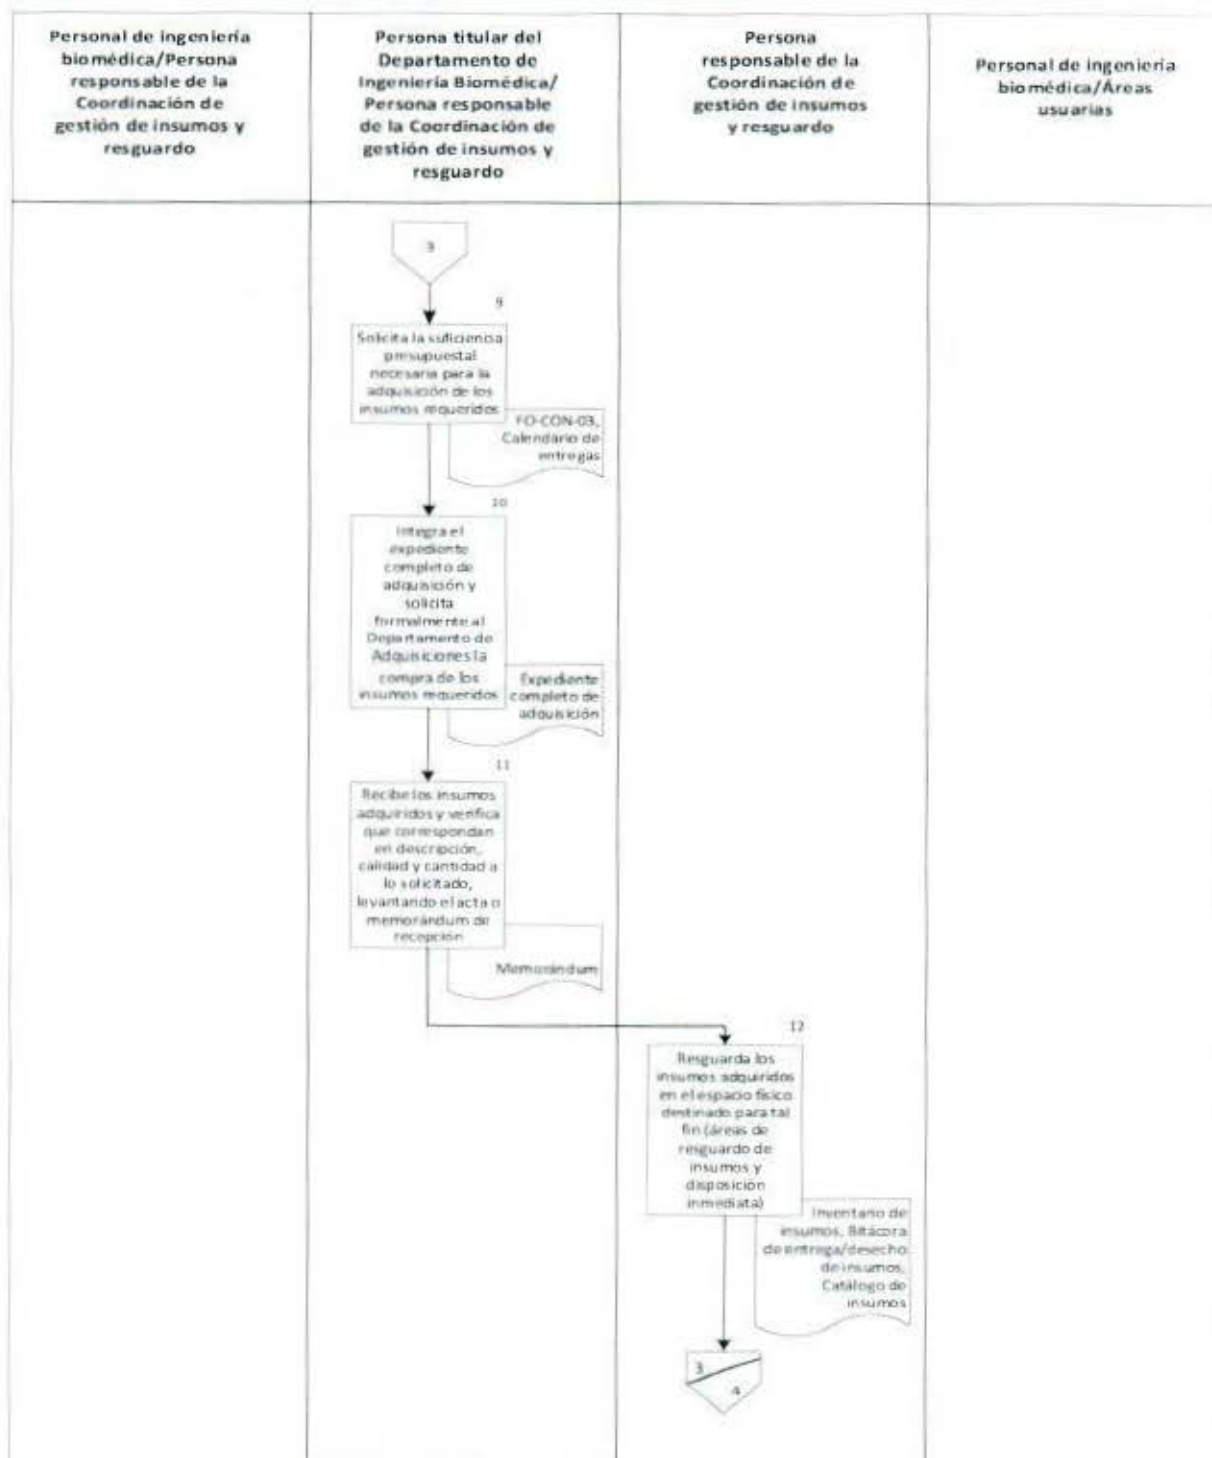 Personal de ingeniería
biomédica/Persona
responsable de la
Coordinación de
gestión de insumos y
resguardo
Persona titular del
Departamento de
Ingeniería Biomédica/
Persona responsable
de la Coordinación de
gestión de insumos y
resguardo
Persona
responsable de la
Coordinación de
gestión de insumos
y resguardo
Personal de ingeniería
biomédica/Áreas
usuarias
3
9
Solicita la suficiencia
presupuestal
necesaria para la
adquisición de los
insumos requeridos
FO-CON-03,
Calendario de
entregas
10
Integra el
expediente
completo de
adquisición y
solicita
formalmente al
Departamento de
Adquisiciones la
compra de los
insumos requeridos
Expediente
completo de
adquisición
11
Recibe los insumos
adquiridos y verifica
que correspondan
en descripción,
calidad y cantidad a
lo solicitado,
levantando el acta o
memorándum de
recepción
Memorándum
12
Resguarda los
insumos adquiridos
en el espacio físico
destinado para tal
fin (áreas de
resguardo de
insumos y
disposición
inmediata)
Inventario de
insumos, Bitácora
de entrega/desecho
de insumos,
Catálogo de
insumos
3
4